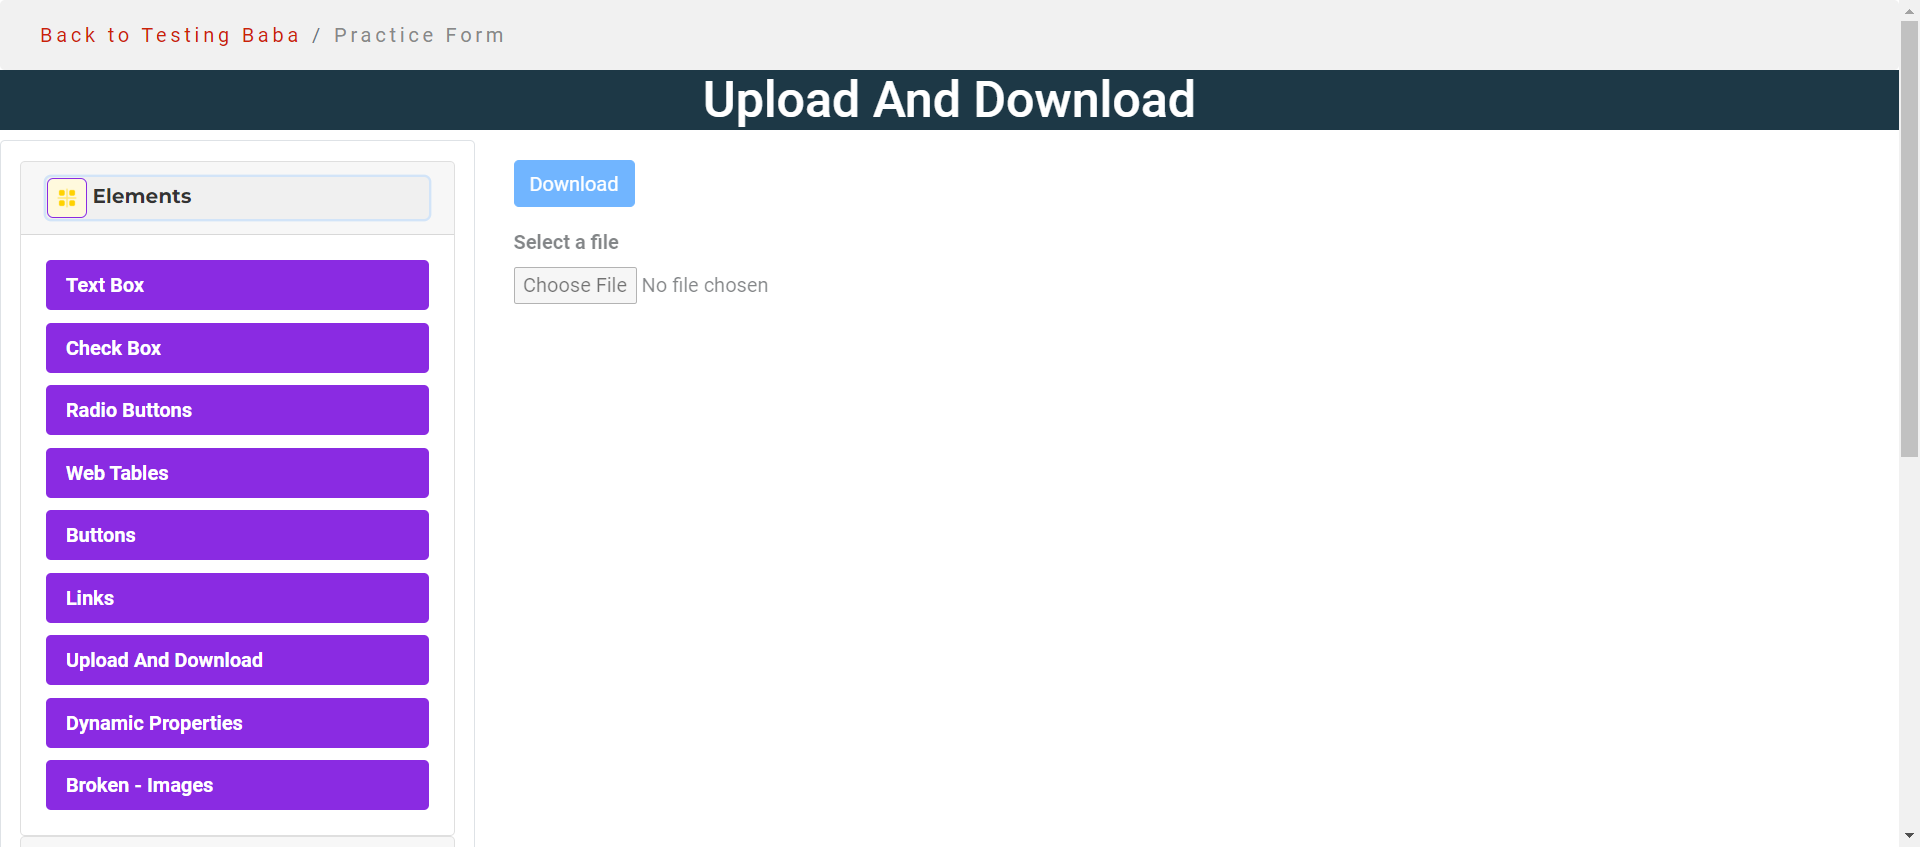 Back to Testing Baba / Practice Form
Upload And Download
Elements
Text Box
Check Box
Radio Buttons
Web Tables
Buttons
Links
Upload And Download
Dynamic Properties
Broken - Images
Download
Select a file
Choose File No file chosen